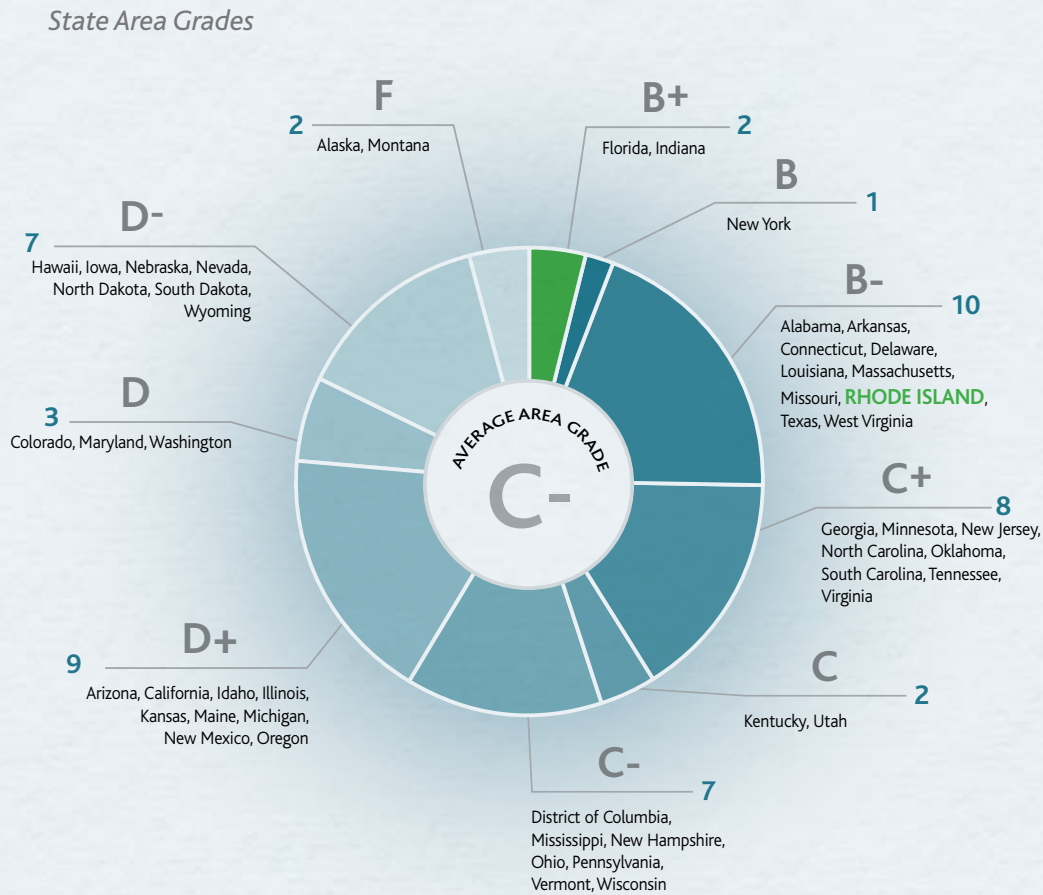 State Area Grades
F
2
Alaska, Montana
B+
2
Florida, Indiana
B
1
New York
B-
10
Alabama, Arkansas,
Connecticut, Delaware,
Louisiana, Massachusetts,
Missouri, RHODE ISLAND,
Texas, West Virginia
C+
8
Georgia, Minnesota, New Jersey,
North Carolina, Oklahoma,
South Carolina, Tennessee,
Virginia
C
2
Kentucky, Utah
C-
7
District of Columbia,
Mississippi, New Hampshire,
Ohio, Pennsylvania,
Vermont, Wisconsin
D+
9
Arizona, California, Idaho, Illinois,
Kansas, Maine, Michigan,
New Mexico, Oregon
D
3
Colorado, Maryland, Washington
D-
7
Hawaii, Iowa, Nebraska, Nevada,
North Dakota, South Dakota,
Wyoming
AVERAGE AREA GRADE
C-